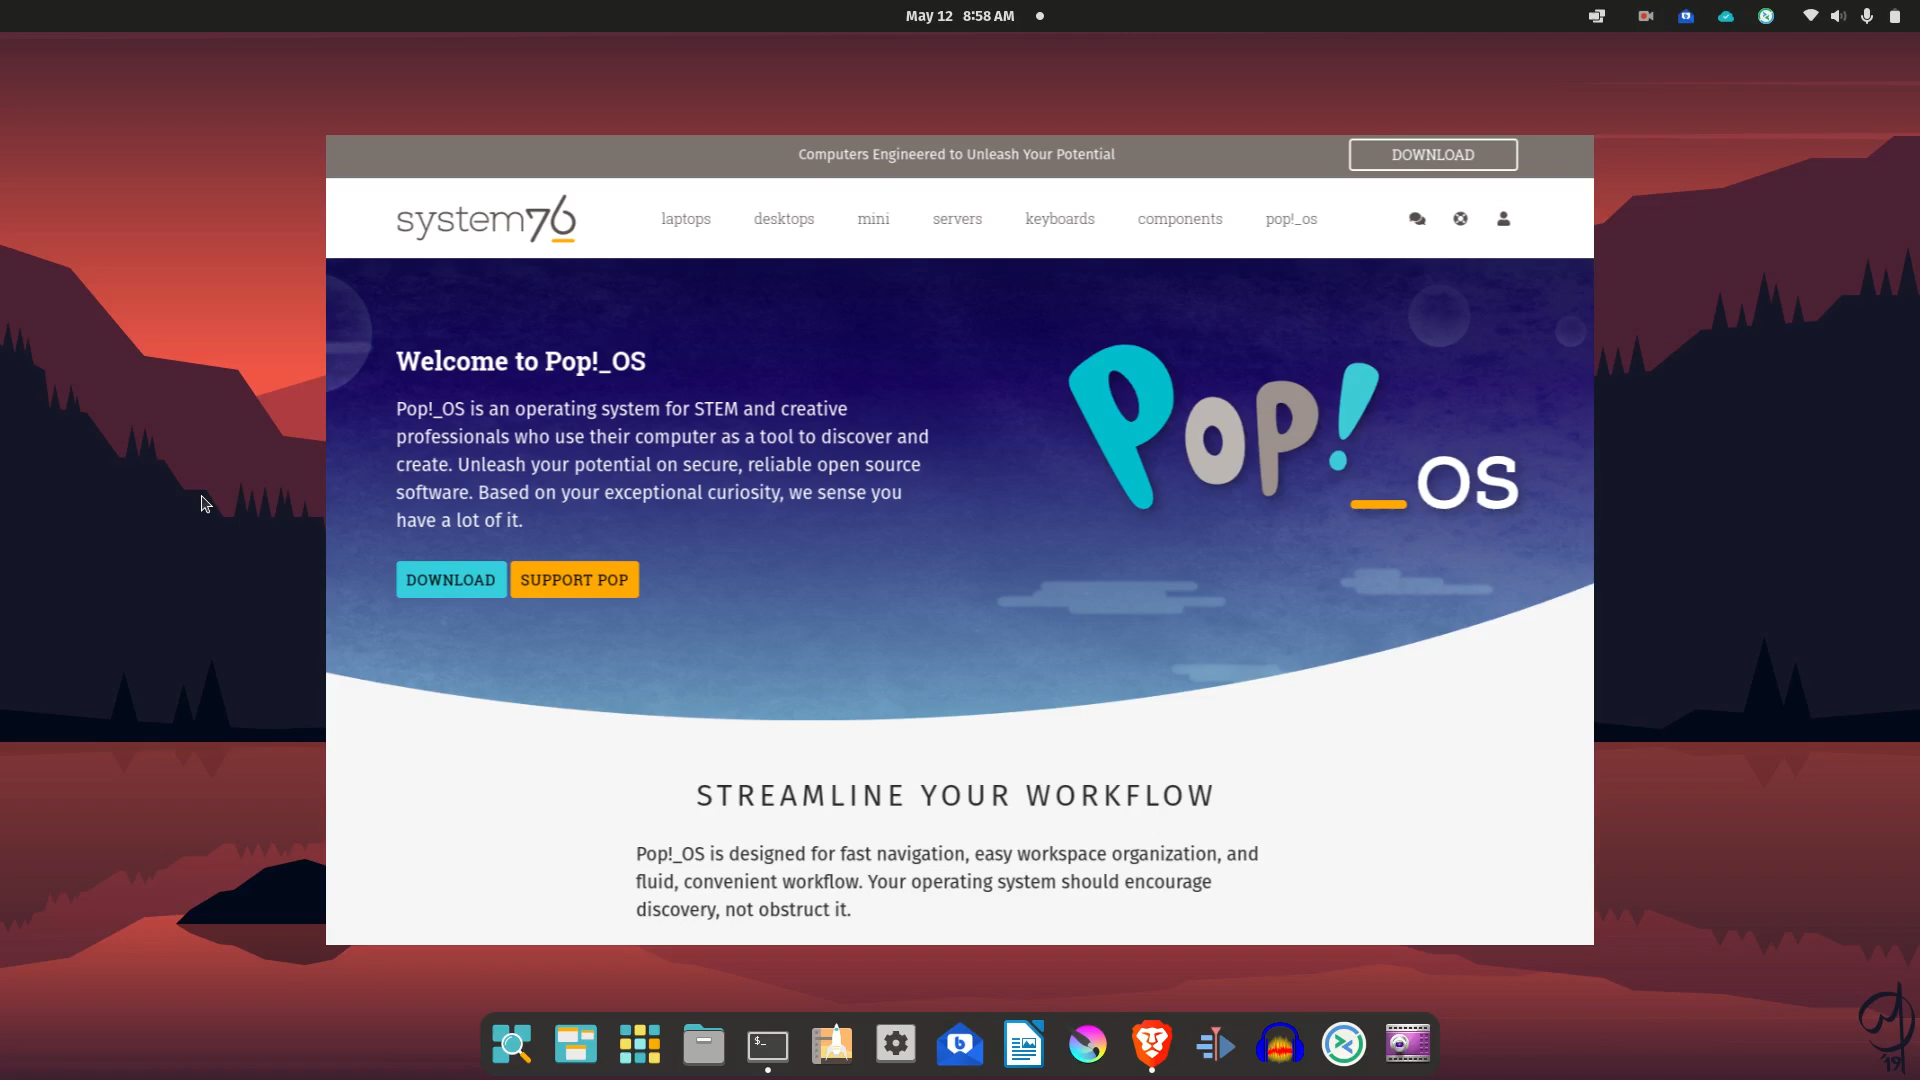 May 12 8:58 AM
Computers Engineered to Unleash Your Potential
DOWNLOAD
system76
laptops desktops mini servers keyboards components pop!_os
Welcome to Pop!_OS
Pop!_OS is an operating system for STEM and creative
professionals who use their computer as a tool to discover and
create. Unleash your potential on secure, reliable open source
software. Based on your exceptional curiosity, we sense you
have a lot of it.
DOWNLOAD SUPPORT POP
Pop!_OS
STREAMLINE YOUR WORKFLOW
Pop!_OS is designed for fast navigation, easy workspace organization, and
fluid, convenient workflow. Your operating system should encourage
discovery, not obstruct it.
$_
b
'19